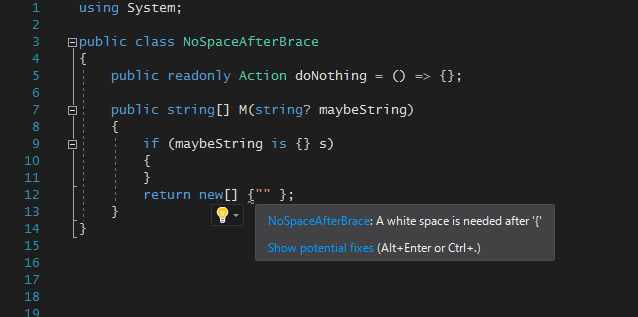 1 using System;
2
3 public class NoSpaceAfterBrace
4 {
5 public readonly Action doNothing = () => {};
6
7 public string[] M(string? maybeString)
8 {
9 if (maybeString is {} s)
10 {
11 }
12 return new[] {"" };
13 }
NoSpaceAfterBrace: A white space is needed after '{'
Show potential fixes (Alt+Enter or Ctrl+.)
14 }
15
16
17
18
19